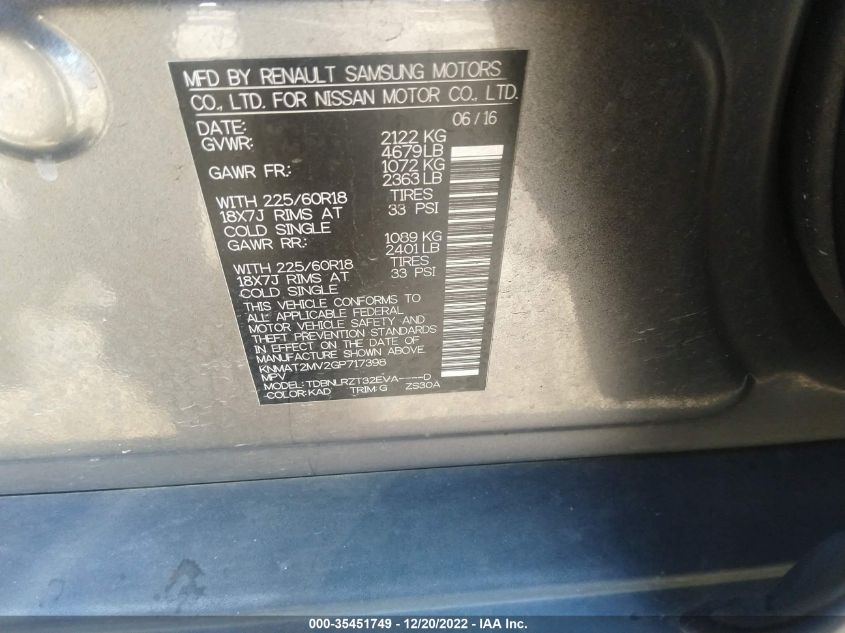 MFD BY RENAULT SAMSUNG MOTORS
CO., LTD. FOR NISSAN MOTOR CO., LTD.
DATE: 06/16
GVWR: 2122 KG
4679 LB
GAWR FR: 1072 KG
2363 LB
WITH 225/60R18 TIRES
18X7J RIMS AT 33 PSI
COLD SINGLE
GAWR RR: 1089 KG
2401 LB
WITH 225/60R18 TIRES
18X7J RIMS AT 33 PSI
COLD SINGLE
THIS VEHICLE CONFORMS TO
ALL APPLICABLE FEDERAL
MOTOR VEHICLE SAFETY AND
THEFT PREVENTION STANDARDS
IN EFFECT ON THE DATE OF
MANUFACTURE SHOWN ABOVE.
KNMAT2MV2GP717396
MPV
MODEL: TDBNLRZT32EVA----D
COLOR: KAD TRIM: G ZS30A
000-35451749 - 12/20/2022 - IAA Inc.